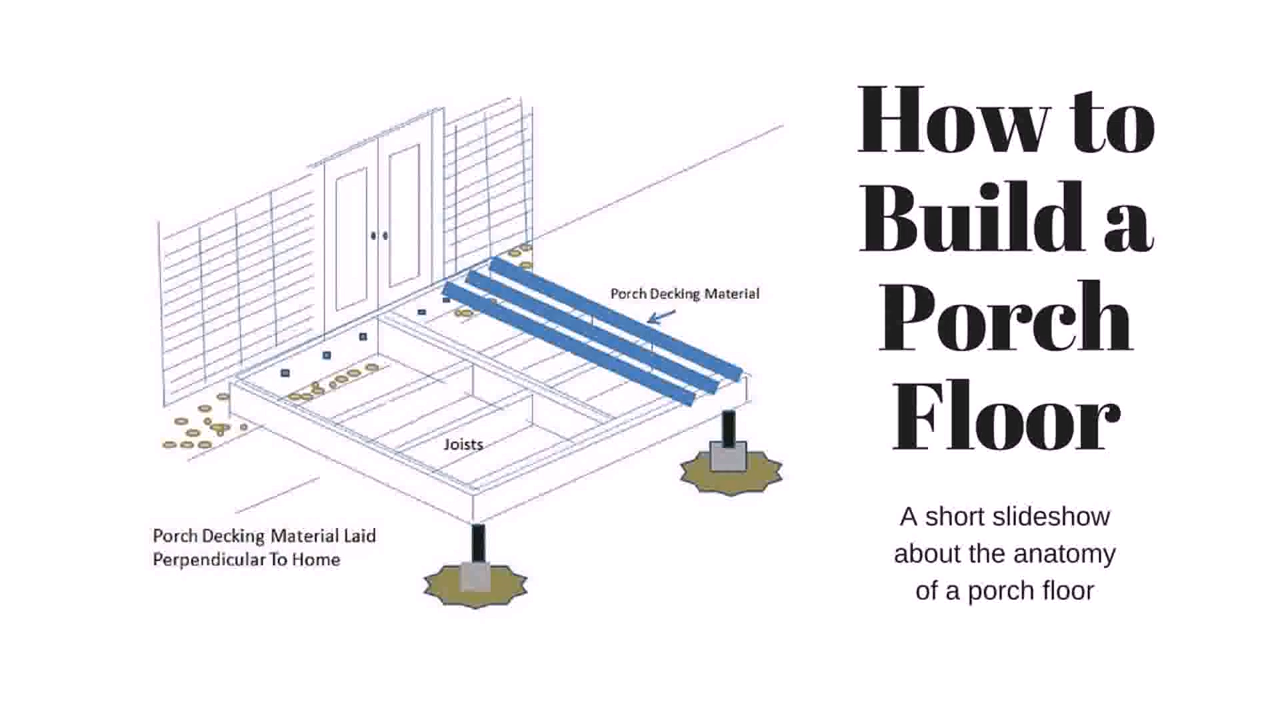 How to
Build a
Porch
Floor
A short slideshow
about the anatomy
of a porch floor
Porch Decking Material
Joists
Porch Decking Material Laid
Perpendicular To Home